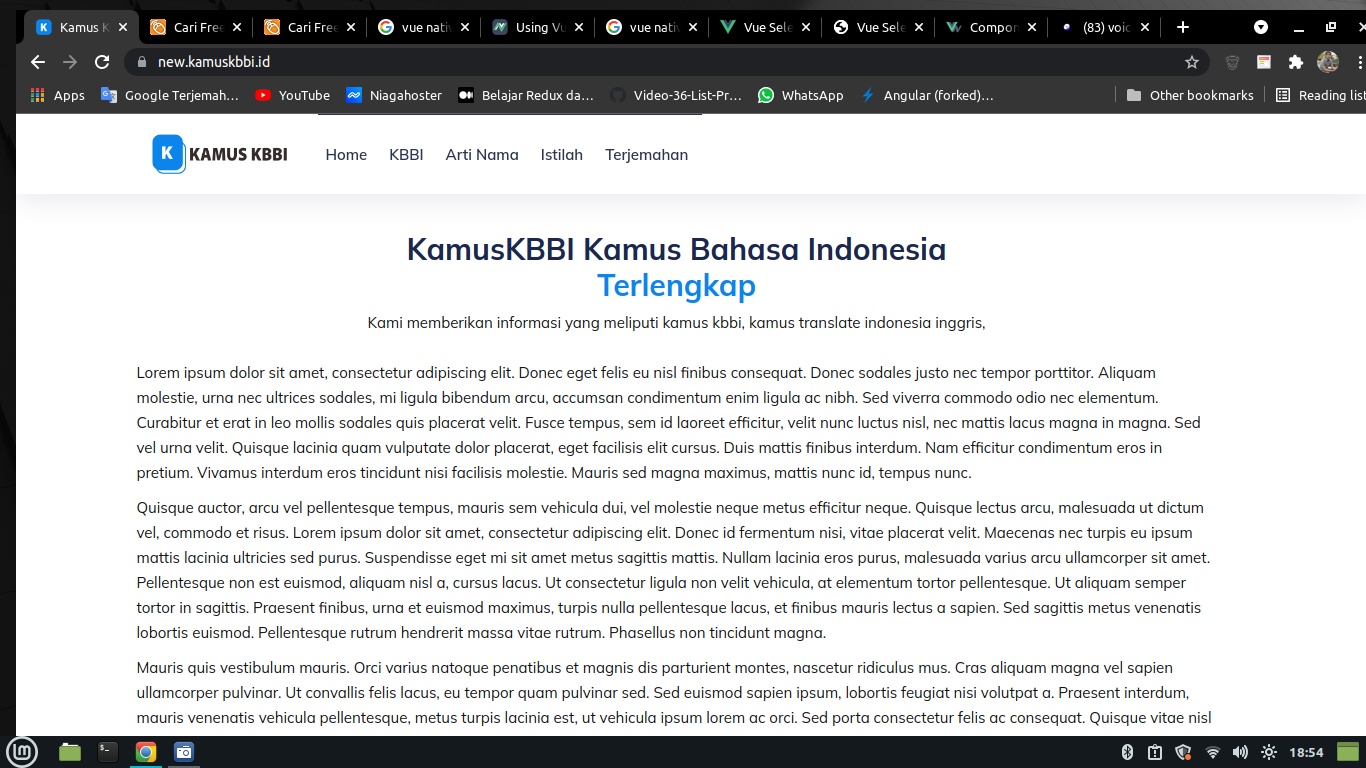 Kamus K
Cari Free
Cari Free
vue nativ
Using Vu
vue nativ
Vue Sele
Vue Sele
Compon
(83) voic
new.kamuskbbi.id
Apps
Google Terjemah...
YouTube
Niagahoster
Belajar Redux da...
Video-36-List-Pr...
WhatsApp
Angular (forked)...
Other bookmarks
Reading list
K KAMUS KBBI
Home
KBBI
Arti Nama
Istilah
Terjemahan
KamusKBBI Kamus Bahasa Indonesia
Terlengkap
Kami memberikan informasi yang meliputi kamus kbbi, kamus translate indonesia inggris,
Lorem ipsum dolor sit amet, consectetur adipiscing elit. Donec eget felis eu nisl finibus consequat. Donec sodales justo nec tempor porttitor. Aliquam
molestie, urna nec ultrices sodales, mi ligula bibendum arcu, accumsan condimentum enim ligula ac nibh. Sed viverra commodo odio nec elementum.
Curabitur et erat in leo mollis sodales quis placerat velit. Fusce tempus, sem id laoreet efficitur, velit nunc luctus nisl, nec mattis lacus magna in magna. Sed
vel urna velit. Quisque lacinia quam vulputate dolor placerat, eget facilisis elit cursus. Duis mattis finibus interdum. Nam efficitur condimentum eros in
pretium. Vivamus interdum eros tincidunt nisi facilisis molestie. Mauris sed magna maximus, mattis nunc id, tempus nunc.
Quisque auctor, arcu vel pellentesque tempus, mauris sem vehicula dui, vel molestie neque metus efficitur neque. Quisque lectus arcu, malesuada ut dictum
vel, commodo et risus. Lorem ipsum dolor sit amet, consectetur adipiscing elit. Donec id fermentum nisi, vitae placerat velit. Maecenas nec turpis eu ipsum
mattis lacinia ultricies sed purus. Suspendisse eget mi sit amet metus sagittis mattis. Nullam lacinia eros purus, malesuada varius arcu ullamcorper sit amet.
Pellentesque non est euismod, aliquam nisl a, cursus lacus. Ut consectetur ligula non velit vehicula, at elementum tortor pellentesque. Ut aliquam semper
tortor in sagittis. Praesent finibus, urna et euismod maximus, turpis nulla pellentesque lacus, et finibus mauris lectus a sapien. Sed sagittis metus venenatis
lobortis euismod. Pellentesque rutrum hendrerit massa vitae rutrum. Phasellus non tincidunt magna.
Mauris quis vestibulum mauris. Orci varius natoque penatibus et magnis dis parturient montes, nascetur ridiculus mus. Cras aliquam magna vel sapien
ullamcorper pulvinar. Ut convallis felis lacus, eu tempor quam pulvinar sed. Sed euismod sapien ipsum, lobortis feugiat nisi volutpat a. Praesent interdum,
mauris venenatis vehicula pellentesque, metus turpis lacinia est, ut vehicula ipsum lorem ac orci. Sed porta consectetur felis ac consequat. Quisque vitae nisl
18:54